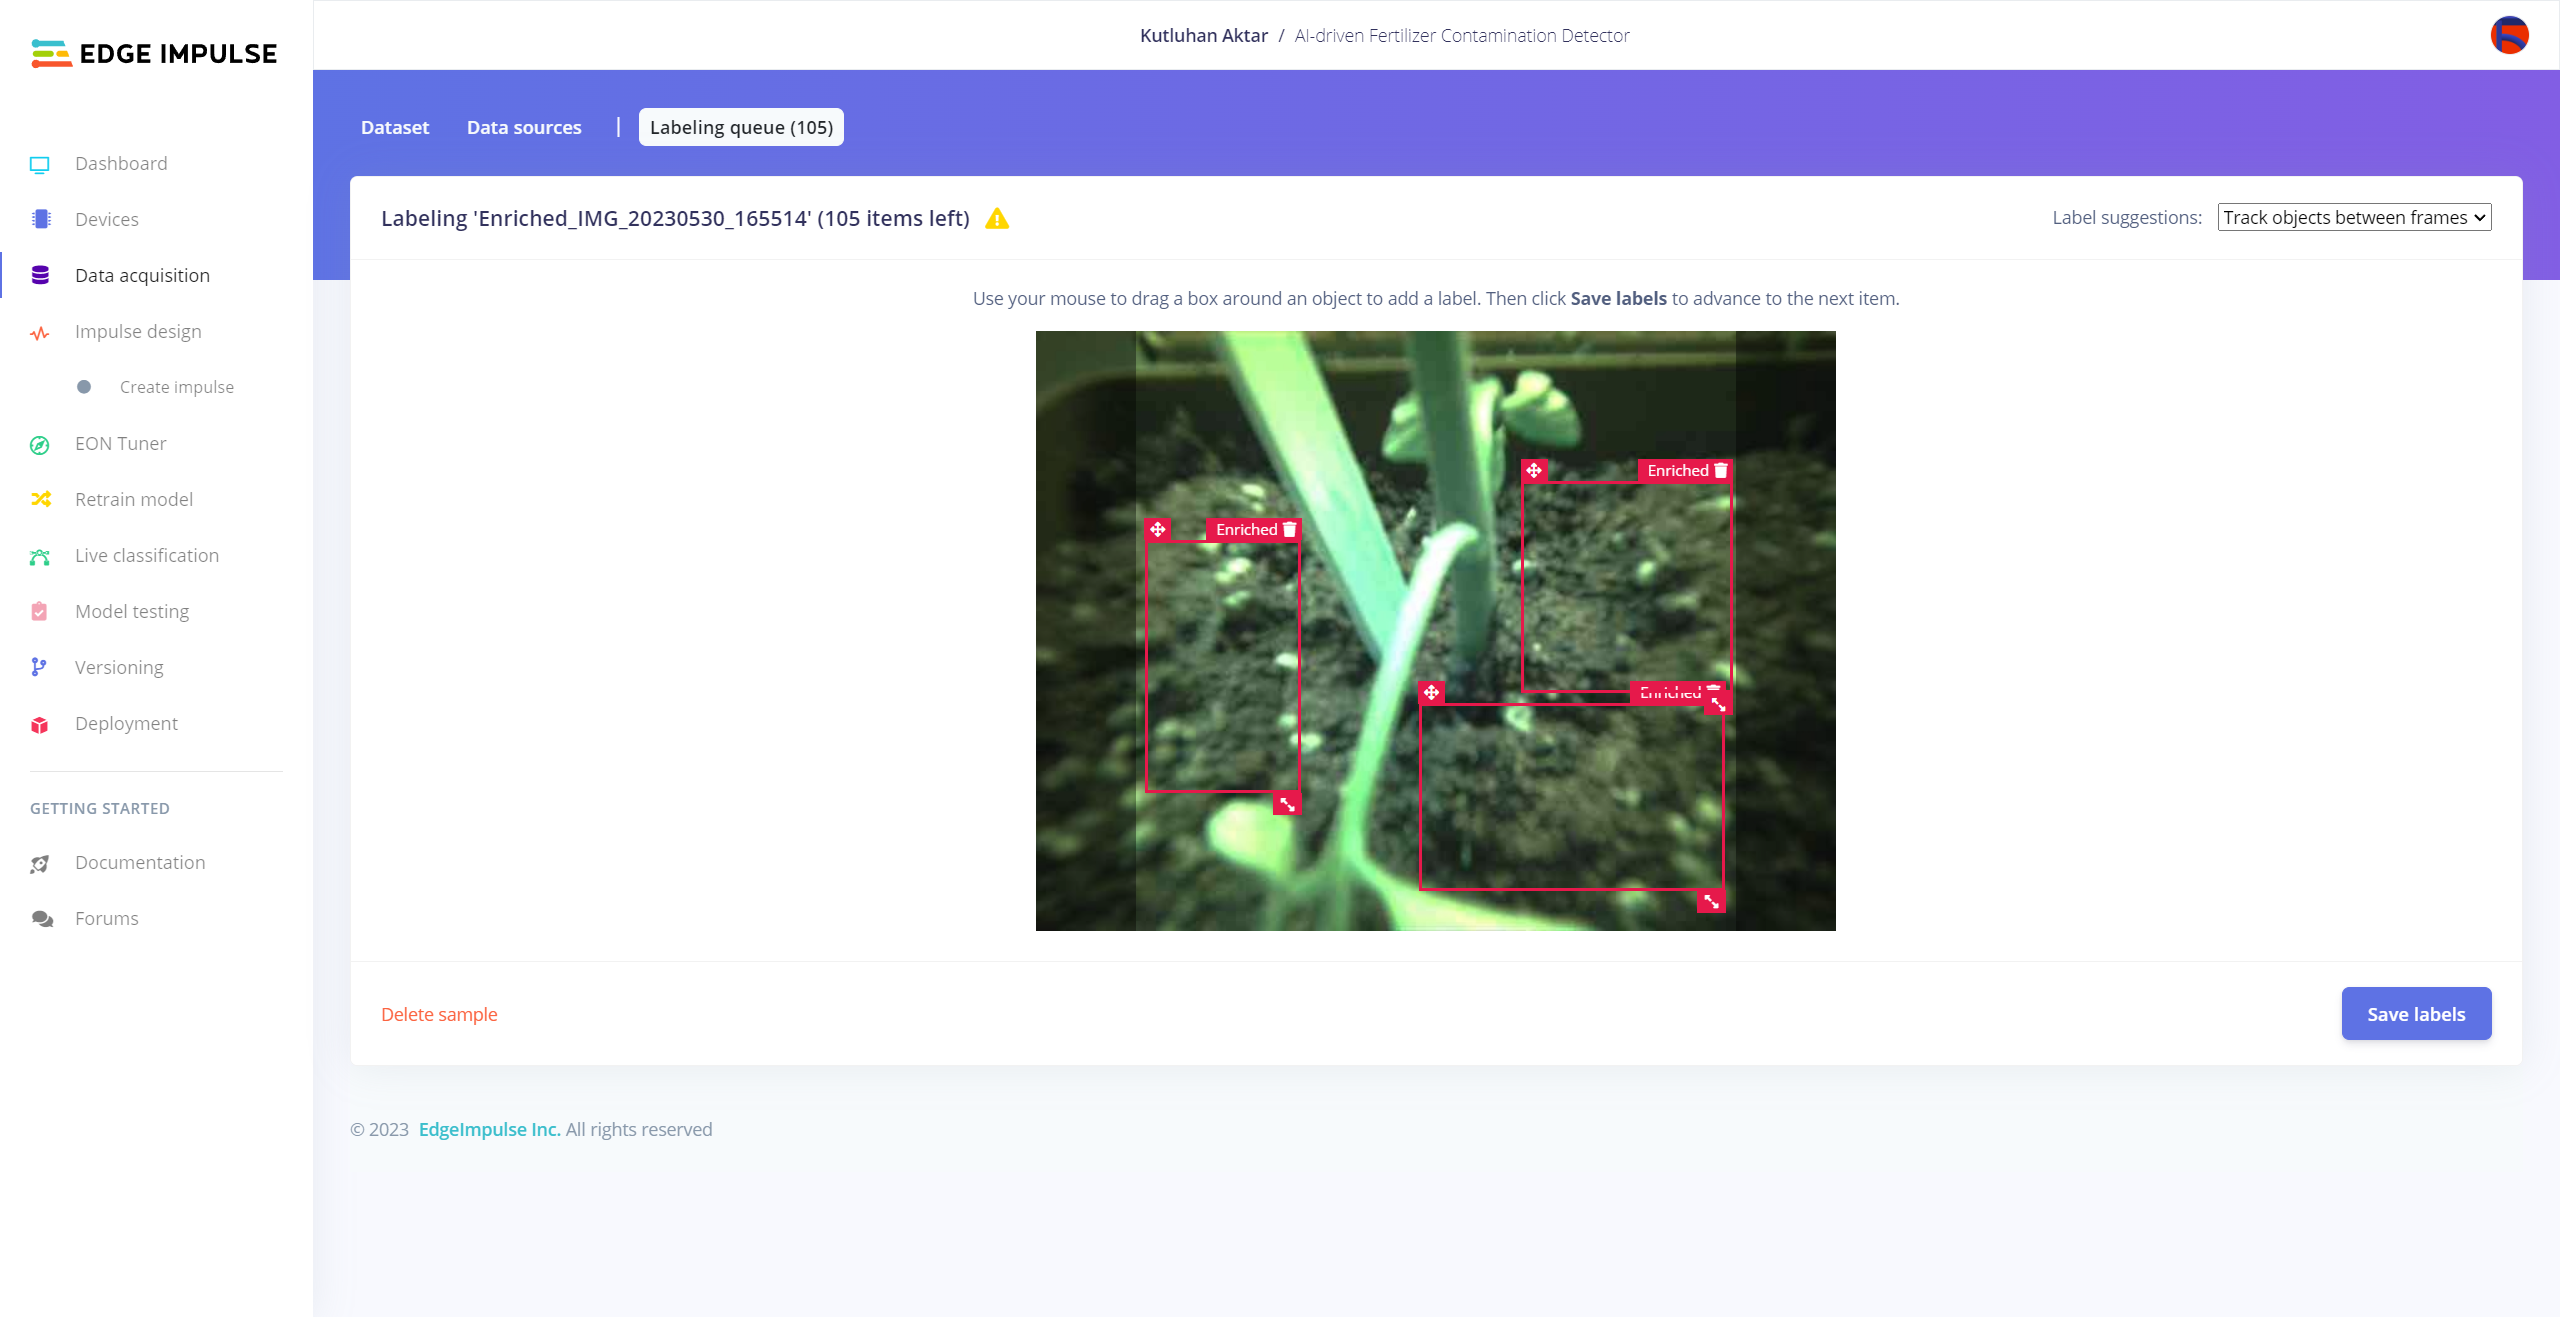 EDGE IMPULSE
Kutluhan Aktar / AI-driven Fertilizer Contamination Detector
Dataset Data sources | Labeling queue (105)
Dashboard
Devices
Data acquisition
Impulse design
Create impulse
EON Tuner
Retrain model
Live classification
Model testing
Versioning
Deployment
GETTING STARTED
Documentation
Forums
Labeling 'Enriched_IMG_20230530_165514' (105 items left)
Label suggestions: Track objects between frames
Use your mouse to drag a box around an object to add a label. Then click Save labels to advance to the next item.
Enriched
Enriched
Enriched
Delete sample
Save labels
© 2023 EdgeImpulse Inc. All rights reserved